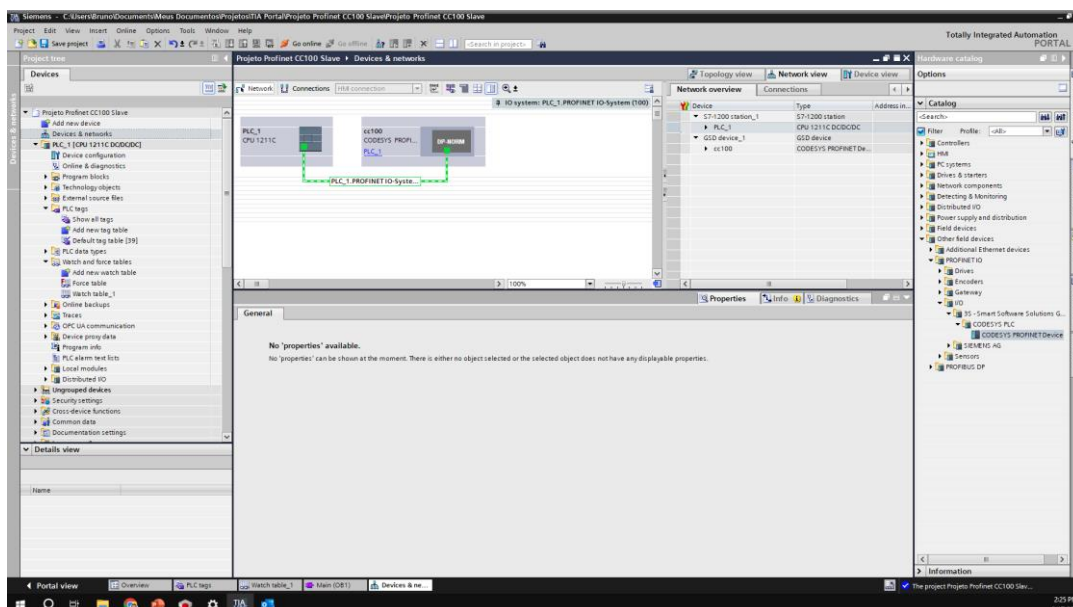 Siemens - C:\Users\Bruno\Documents\Meus Documentos\Projetos\TIA Portal\Projeto Profinet CC100 Slave\Projeto Profinet CC100 Slave
Project Edit View Insert Online Options Tools Window Help
Totally Integrated Automation
PORTAL
Save project
Go online
Go offline
<Search in project>
Project tree
Projeto Profinet CC100 Slave ▸ Devices & networks
Hardware catalog
Devices
Topology view
Network view
Device view
Options
Network
Connections
HMI connection
Network overview
Connections
IO system: PLC_1.PROFINET IO-System (100)
Device
Type
Address in...
Catalog
S7-1200 station_1
S7-1200 station
<Search>
PLC_1
CPU 1211C DC/DC/DC
Filter
Profile:
<All>
GSD device_1
GSD device
cc100
CODESYS PROFINET De...
PLC_1
CPU 1211C
cc100
CODESYS PROFI...
PLC_1
DP-NORM
PLC_1.PROFINET IO-Syste...
Projeto Profinet CC100 Slave
Add new device
Devices & networks
PLC_1 [CPU 1211C DC/DC/DC]
Device configuration
Online & diagnostics
Program blocks
Technology objects
External source files
PLC tags
Show all tags
Add new tag table
Default tag table [39]
PLC data types
Watch and force tables
Add new watch table
Force table
Watch table_1
Online backups
Traces
OPC UA communication
Device proxy data
Program info
PLC alarm text lists
Local modules
Distributed I/O
Ungrouped devices
Security settings
Cross-device functions
Common data
Documentation settings
Controllers
HMI
PC systems
Drives & starters
Network components
Detecting & Monitoring
Distributed I/O
Power supply and distribution
Field devices
Other field devices
Additional Ethernet devices
PROFINET IO
Drives
Encoders
Gateway
I/O
3S - Smart Software Solutions G...
CODESYS PLC
CODESYS PROFINET Device
SIEMENS AG
Sensors
PROFIBUS DP
100%
Properties
Info
Diagnostics
General
No 'properties' available.
No 'properties' can be shown at the moment. There is either no object selected or the selected object does not have any displayable properties.
Details view
Name
Information
Portal view
Overview
PLC tags
Watch table_1
Main (OB1)
Devices & ne...
The project Projeto Profinet CC100 Slav...
2:25 P